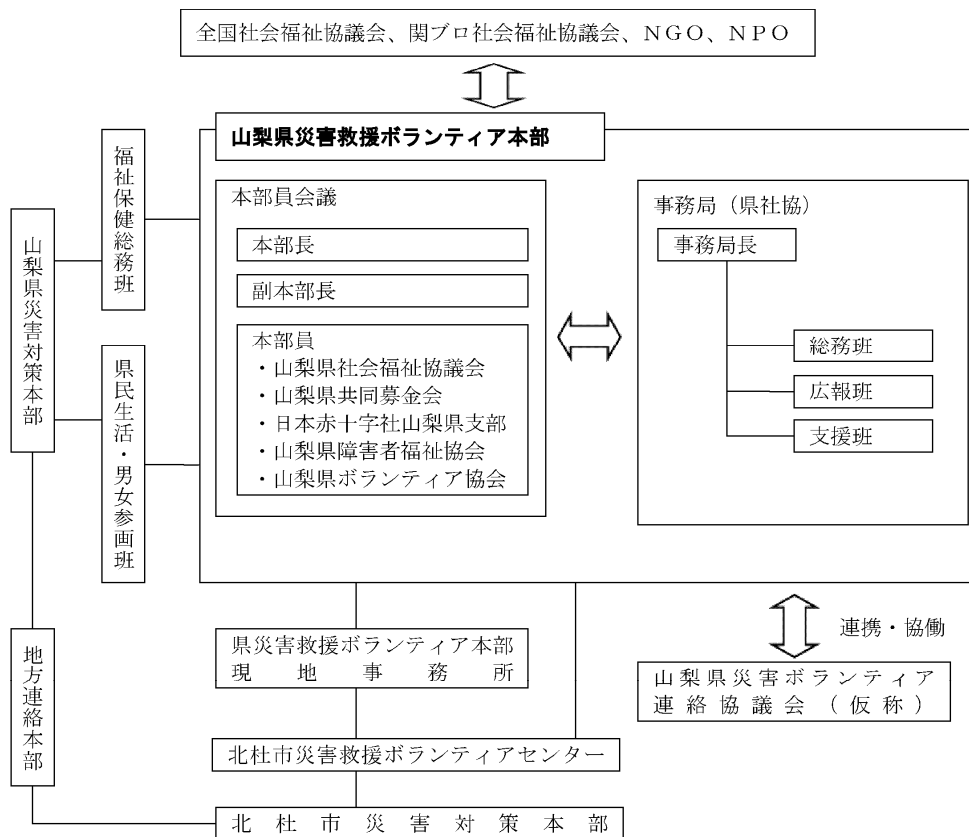 全国社会福祉協議会、関ブロ社会福祉協議会、NGO、NPO
山梨県災害救援ボランティア本部
福祉保健総務班
山梨県災害対策本部
県民生活・男女参画班
地方連絡本部
本部員会議
本部長
副本部長
本部員
・山梨県社会福祉協議会
・山梨県共同募金会
・日本赤十字社山梨県支部
・山梨県障害者福祉協会
・山梨県ボランティア協会
事務局（県社協）
事務局長
総務班
広報班
支援班
連携・協働
県災害救援ボランティア本部
現地事務所
山梨県災害ボランティア
連絡協議会（仮称）
北杜市災害救援ボランティアセンター
北杜市災害対策本部